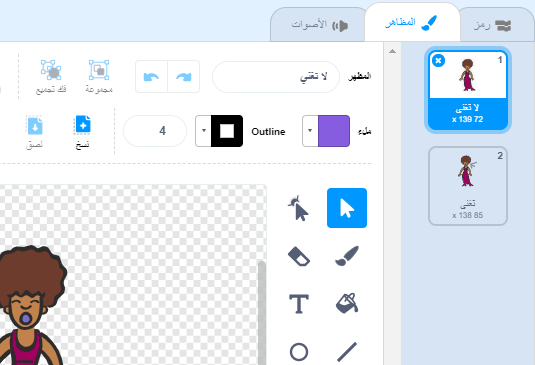 رمز
المظاهر
الأصوات
المظهر
لا تغني
مجموعة
فك تجميع
ملء
Outline
4
نسخ
لصق
1
لا تغني
139 x 72
2
تغني
138 x 85